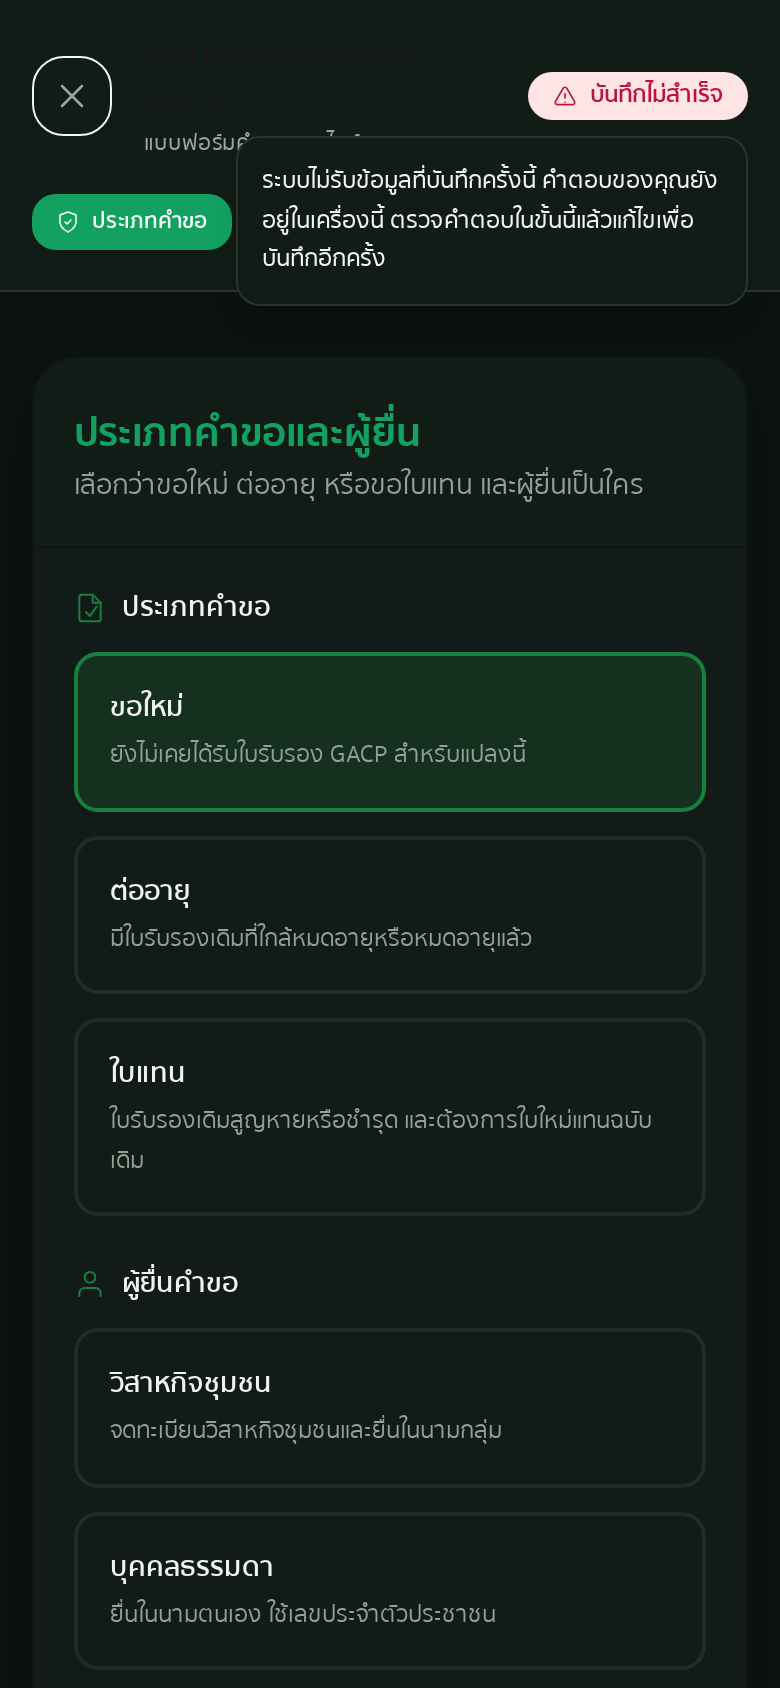 บันทึกไม่สำเร็จ
แบบฟอร์มคำ
ระบบไม่รับข้อมูลที่บันทึกครั้งนี้ คำตอบของคุณยัง
อยู่ในเครื่องนี้ ตรวจคำตอบในขั้นนี้แล้วแก้ไขเพื่อ
บันทึกอีกครั้ง
ประเภทคำขอ
ประเภทคำขอและผู้ยื่น
เลือกว่าขอใหม่ ต่ออายุ หรือขอใบแทน และผู้ยื่นเป็นใคร
ประเภทคำขอ
ขอใหม่
ยังไม่เคยได้รับใบรับรอง GACP สำหรับแปลงนี้
ต่ออายุ
มีใบรับรองเดิมที่ใกล้หมดอายุหรือหมดอายุแล้ว
ใบแทน
ใบรับรองเดิมสูญหายหรือชำรุด และต้องการใบใหม่แทนฉบับ
เดิม
ผู้ยื่นคำขอ
วิสาหกิจชุมชน
จดทะเบียนวิสาหกิจชุมชนและยื่นในนามกลุ่ม
บุคคลธรรมดา
ยื่นในนามตนเอง ใช้เลขประจำตัวประชาชน